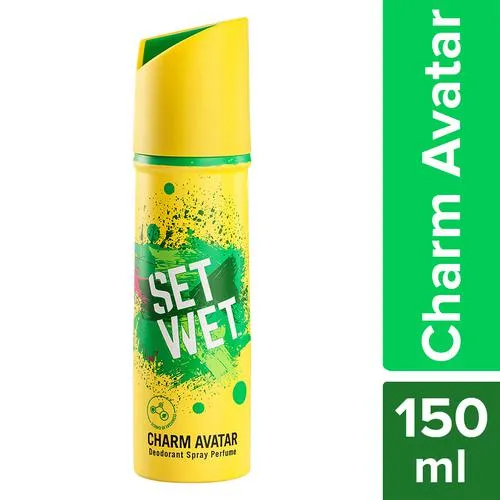 SET
WET
CHARM AVATAR
Deodorant Spray Perfume
Charm Avatar
150
ml